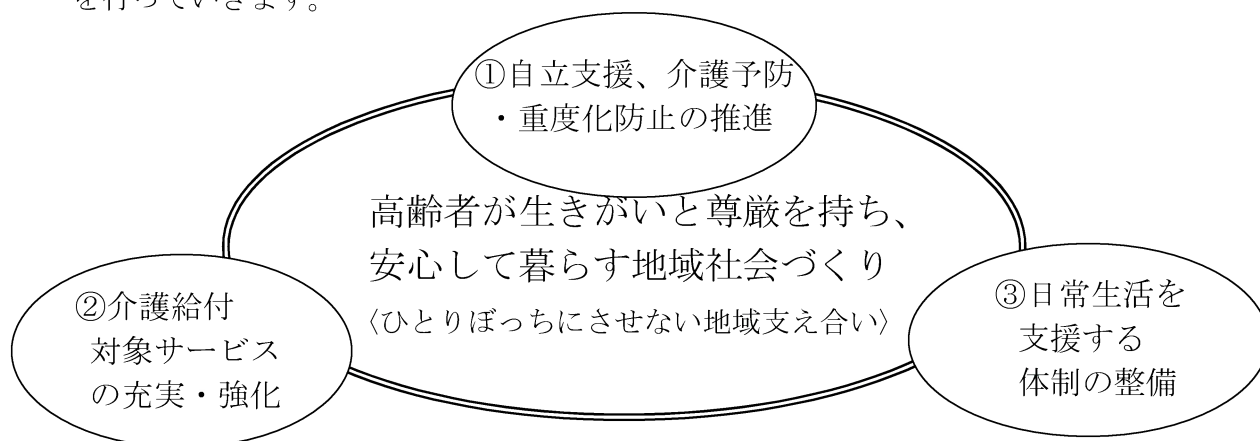 を行っていきます。
①自立支援、介護予防
・重度化防止の推進
高齢者が生きがいと尊厳を持ち、
安心して暮らす地域社会づくり
〈ひとりぼっちにさせない地域支え合い〉
②介護給付
対象サービス
の充実・強化
③日常生活を
支援する
体制の整備